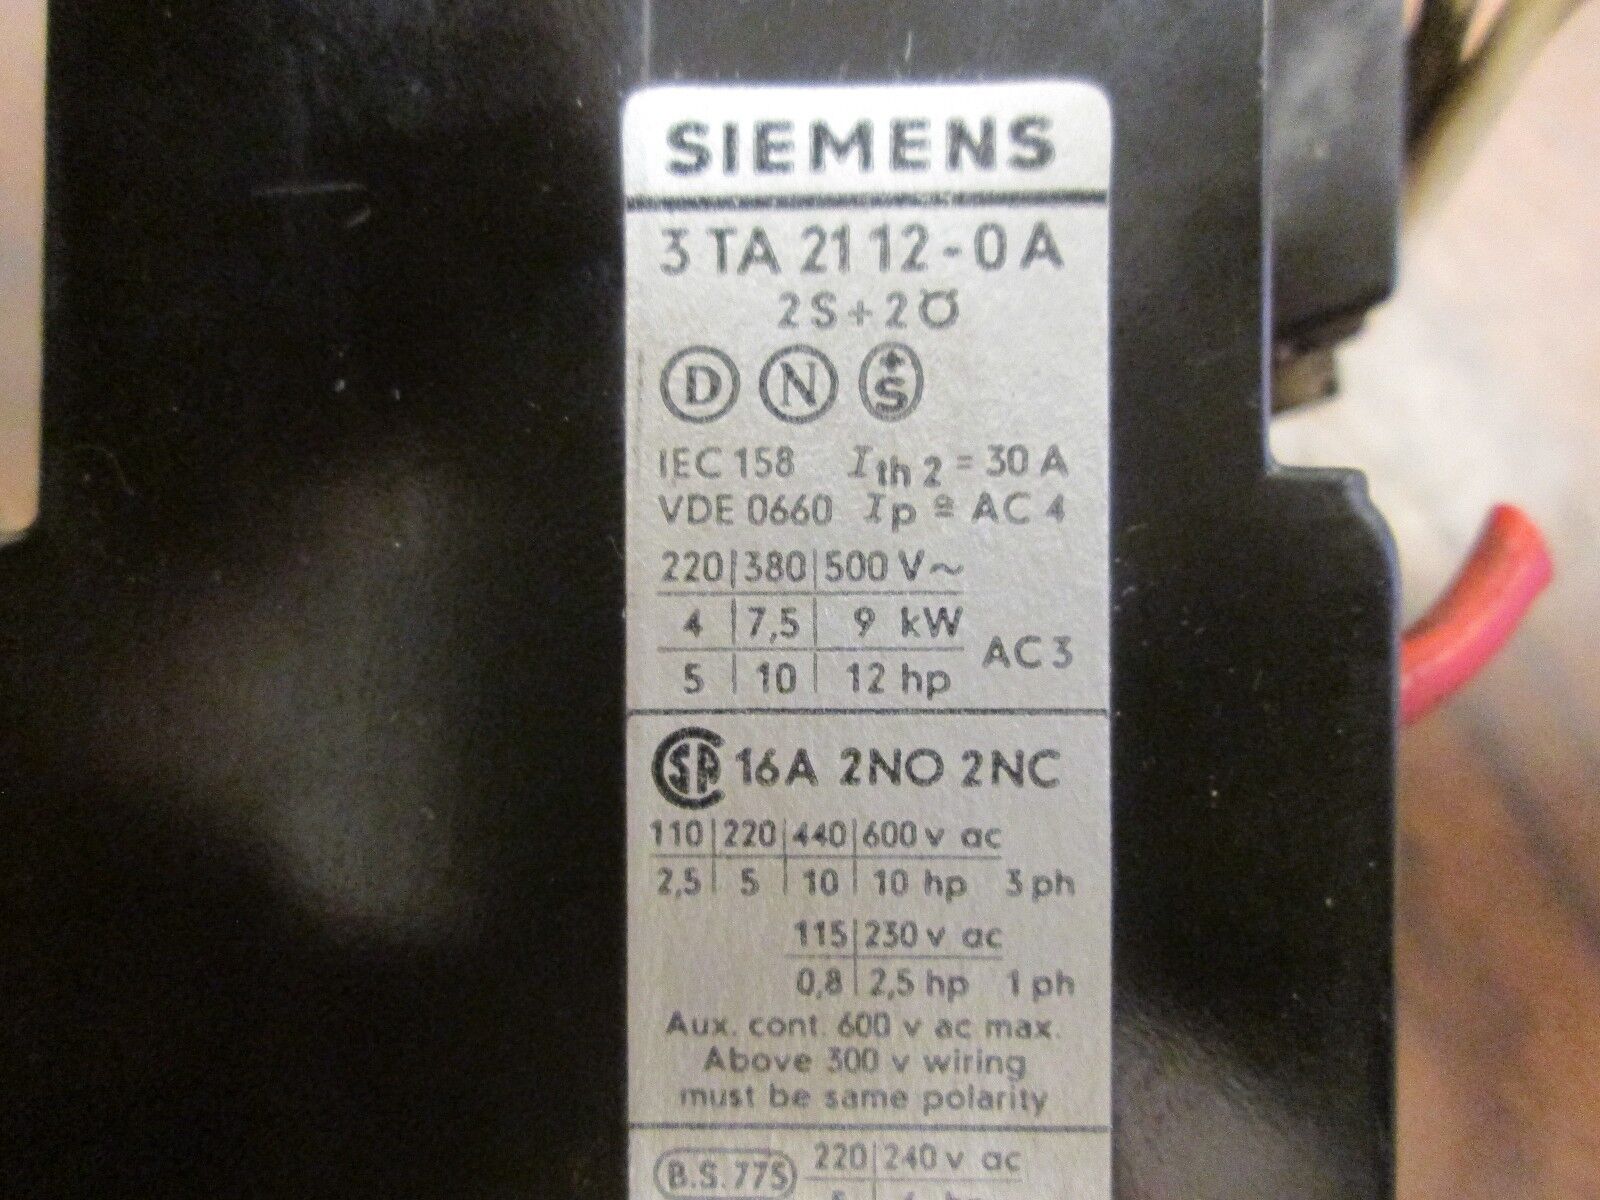 SIEMENS
3 TA 21 12-0 A
2S+2Ö
D N +S
IEC 158 Ith 2 = 30 A
VDE 0660 Ip ≙ AC 4
220 | 380 | 500 V~
4 | 7,5 | 9 kW
AC 3
5 | 10 | 12 hp
CSA 16A 2NO 2NC
110 | 220 | 440 | 600 v ac
2,5 | 5 | 10 | 10 hp 3 ph
115 | 230 v ac
0,8 | 2,5 hp 1 ph
Aux. cont. 600 v ac max.
Above 300 v wiring
must be same polarity
B.S. 775 220 | 240 v ac